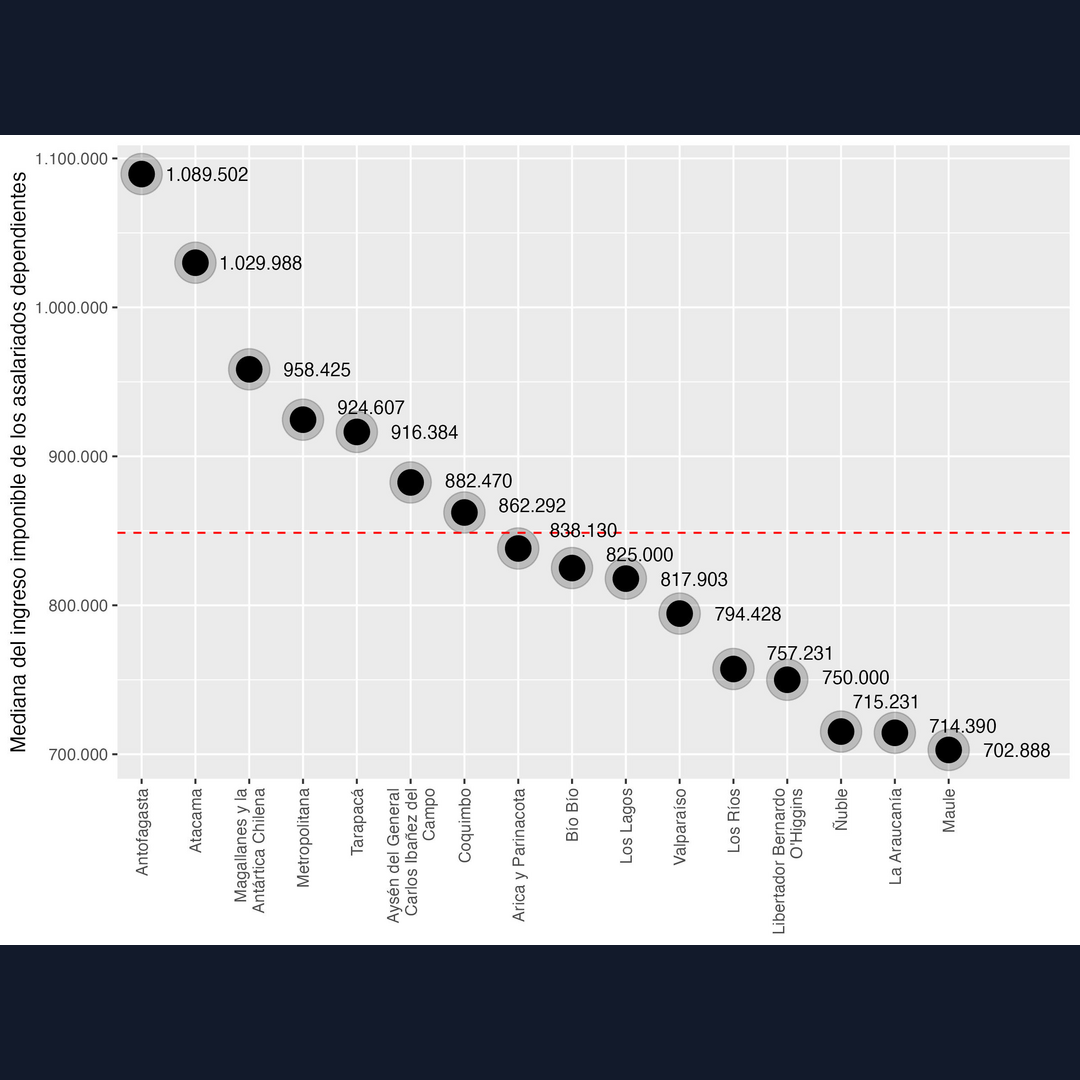 Mediana del ingreso imponible de los asalariados dependientes
1.100.000
1.000.000
900.000
800.000
700.000
1.089.502
1.029.988
958.425
924.607
916.384
882.470
862.292
838.130
825.000
817.903
794.428
757.231
750.000
715.231
714.390
702.888
Antofagasta
Atacama
Magallanes y la
Antártica Chilena
Metropolitana
Tarapacá
Aysén del General
Carlos Ibañez del
Campo
Coquimbo
Arica y Parinacota
Bío Bío
Los Lagos
Valparaíso
Los Ríos
Libertador Bernardo
O'Higgins
Ñuble
La Araucanía
Maule